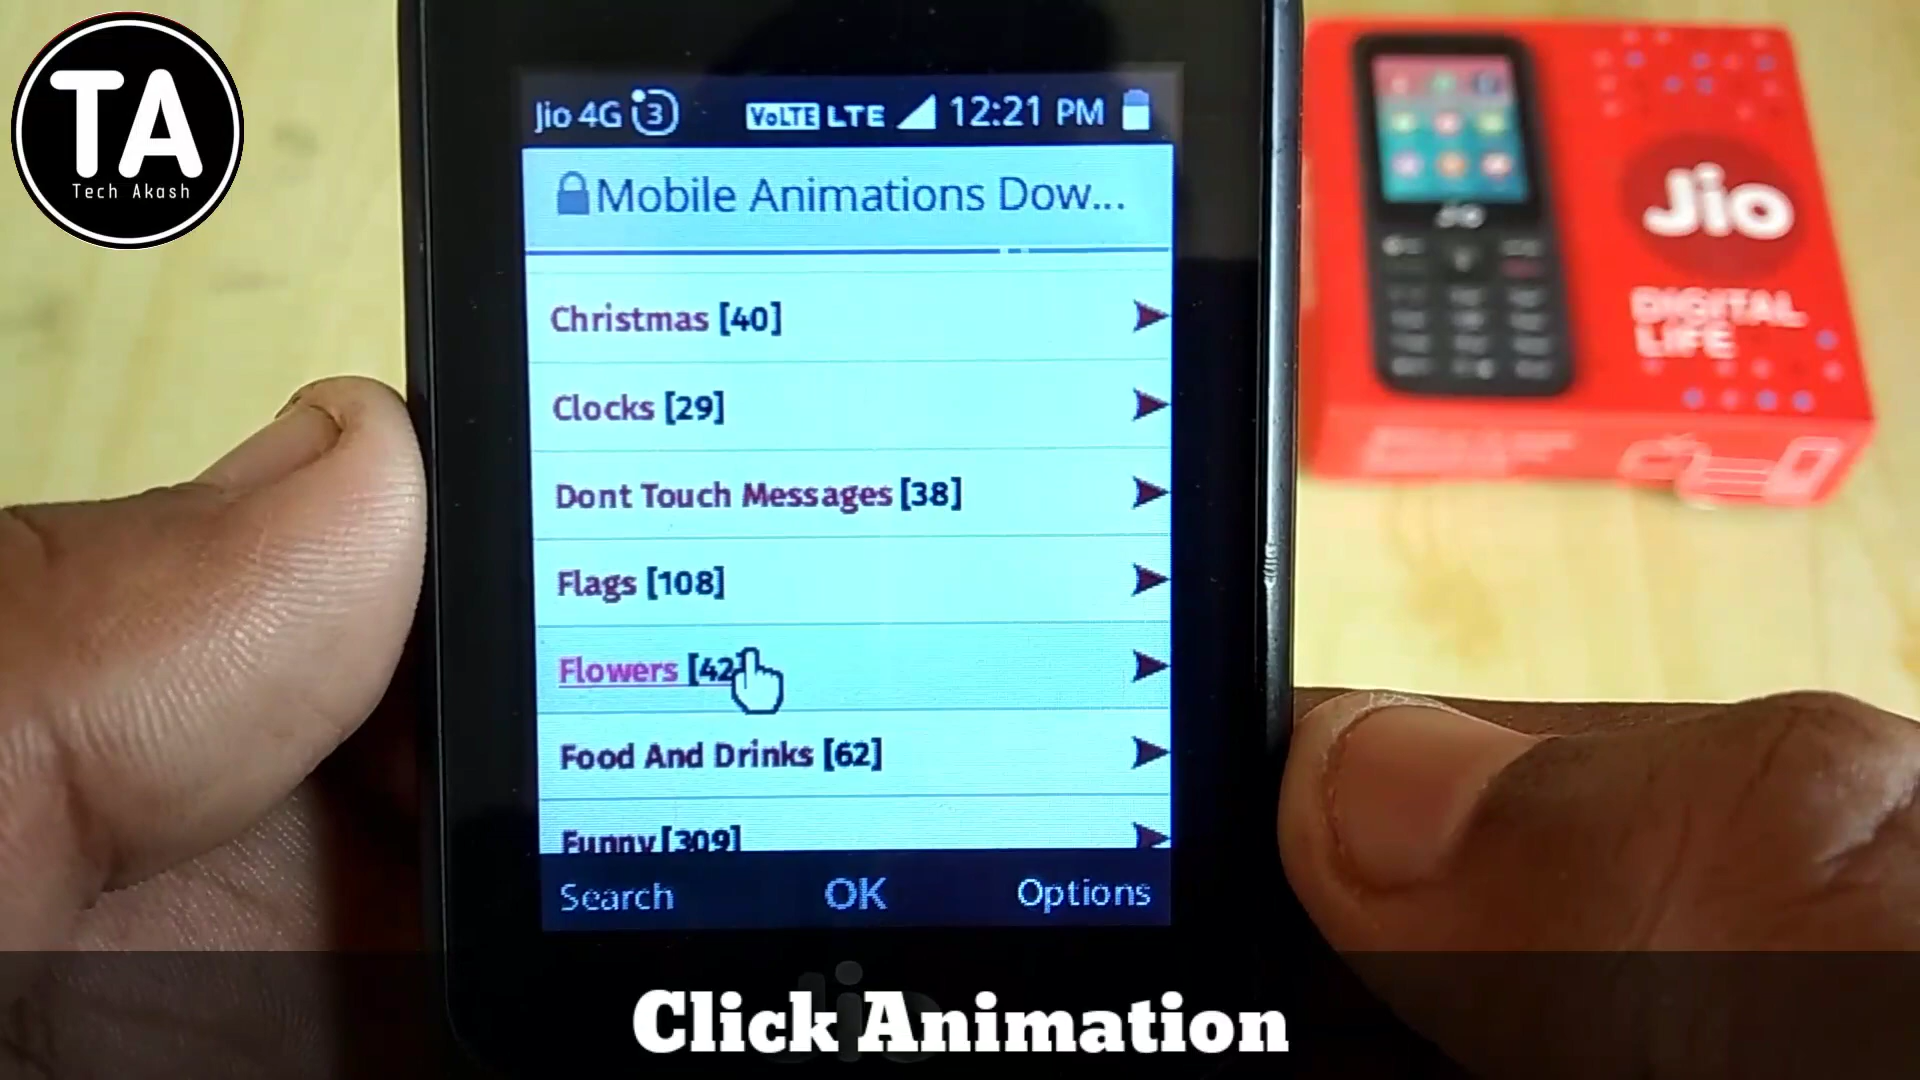 TA
Tech Akash
Jio 4G 3 VoLTE LTE 12:21 PM
Mobile Animations Dow...
Christmas [40]
Clocks [29]
Dont Touch Messages [38]
Flags [108]
Flowers [42
Food And Drinks [62]
Funny [309]
Search OK Options
Jio
Click Animation
Jio
Jio
DIGITAL
LIFE